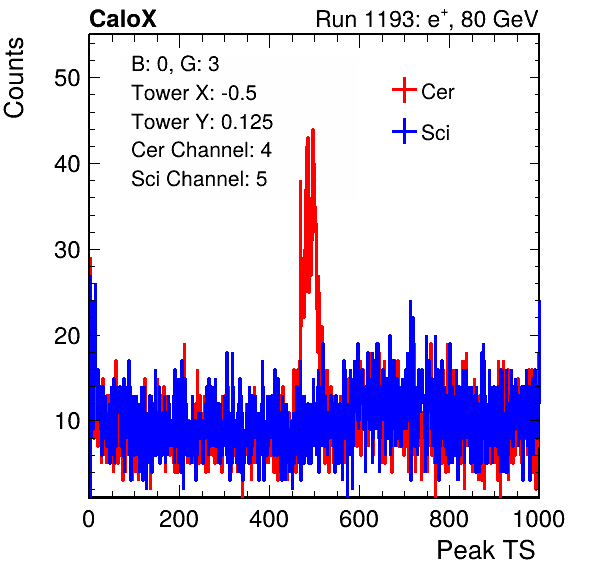 CaloX Run 1193: e⁺, 80 GeV
Counts
B: 0, G: 3
Tower X: -0.5
Tower Y: 0.125
Cer Channel: 4
Sci Channel: 5
Cer
Sci
50
40
30
20
10
0 200 400 600 800 1000
Peak TS